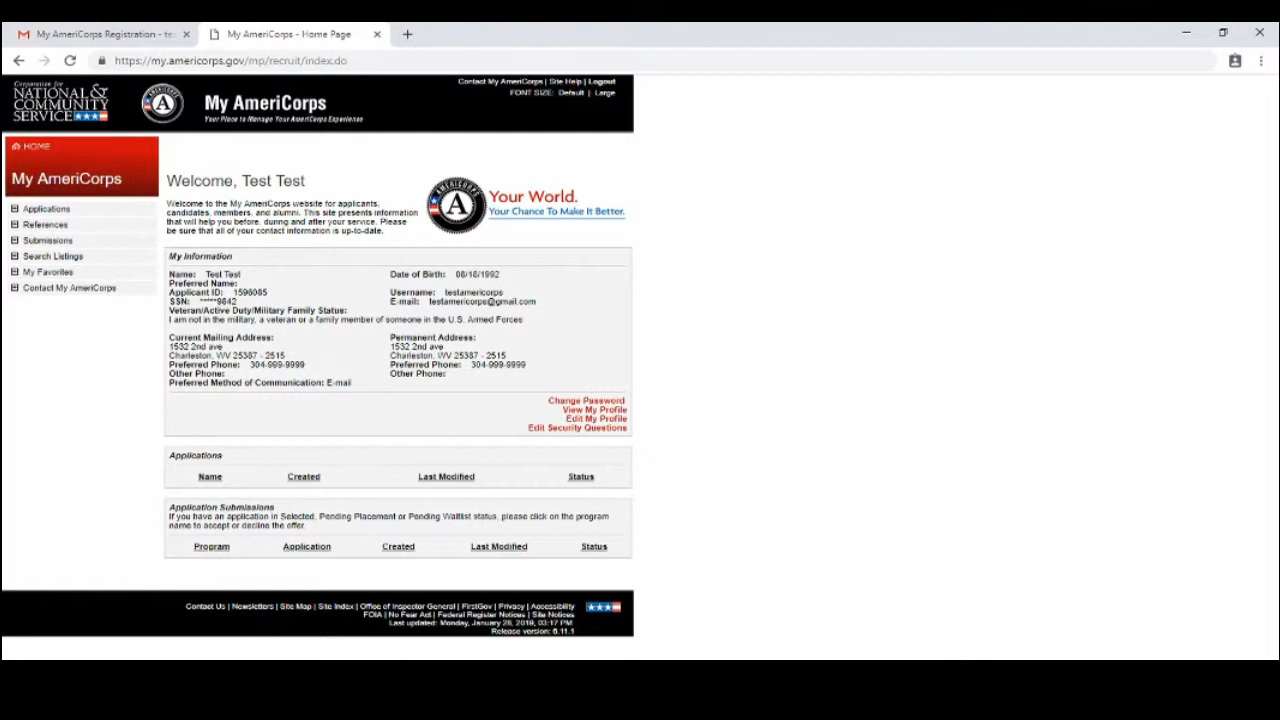 My AmeriCorps Registration - te
My AmeriCorps - Home Page
https://my.americorps.gov/mp/recruit/index.do
Corporation for
NATIONAL &
COMMUNITY
SERVICE
A
My AmeriCorps
Your Place to Manage Your AmeriCorps Experience
Contact My AmeriCorps | Site Help | Logout
FONT SIZE: Default | Large
HOME
My AmeriCorps
Applications
References
Submissions
Search Listings
My Favorites
Contact My AmeriCorps
Welcome, Test Test
Welcome to the My AmeriCorps website for applicants,
candidates, members, and alumni. This site presents information
that will help you before, during and after your service. Please
be sure that all of your contact information is up-to-date.
AMERICORPS
A
Your World.
Your Chance To Make It Better.
My Information
Name: Test Test Date of Birth: 08/18/1992
Preferred Name:
Applicant ID: 1596085 Username: testamericorps
SSN: *****9842 E-mail: testamericorps@gmail.com
Veteran/Active Duty/Military Family Status:
I am not in the military, a veteran or a family member of someone in the U.S. Armed Forces
Current Mailing Address: Permanent Address:
1532 2nd ave 1532 2nd ave
Charleston, WV 25387 - 2515 Charleston, WV 25387 - 2515
Preferred Phone: 304-999-9999 Preferred Phone: 304-999-9999
Other Phone: Other Phone:
Preferred Method of Communication: E-mail
Change Password
View My Profile
Edit My Profile
Edit Security Questions
Applications
Name Created Last Modified Status
Application Submissions
If you have an application in Selected, Pending Placement or Pending Waitlist status, please click on the program
name to accept or decline the offer.
Program Application Created Last Modified Status
Contact Us | Newsletters | Site Map | Site Index | Office of Inspector General | FirstGov | Privacy | Accessibility
FOIA | No Fear Act | Federal Register Notices | Site Notices
Last updated: Monday, January 28, 2019, 03:17 PM
Release version: 6.11.1